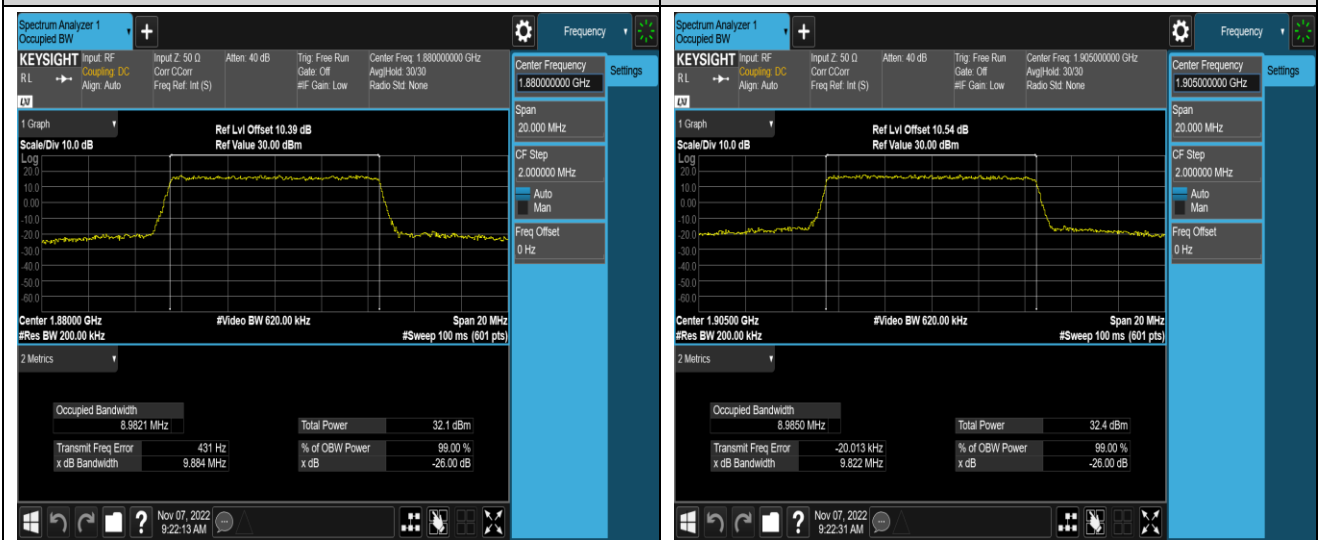 Spectrum Analyzer 1
Occupied BW
Frequency
KEYSIGHT
Input: RF
Input Z: 50 Ω
Atten: 40 dB
Trig: Free Run
Center Freq: 1.880000000 GHz
R L
Coupling: DC
Corr CCorr
Gate: Off
Avg|Hold: 30/30
Align: Auto
Freq Ref: Int (S)
#IF Gain: Low
Radio Std: None
LXI
Center Frequency
1.880000000 GHz
Settings
Span
20.000 MHz
CF Step
2.000000 MHz
Auto
Man
Freq Offset
0 Hz
1 Graph
Ref Lvl Offset 10.39 dB
Scale/Div 10.0 dB
Ref Value 30.00 dBm
Log
20.0
10.0
0.00
-10.0
-20.0
-30.0
-40.0
-50.0
-60.0
Center 1.88000 GHz
#Video BW 620.00 kHz
Span 20 MHz
#Res BW 200.00 kHz
#Sweep 100 ms (601 pts)
2 Metrics
Occupied Bandwidth
8.9821 MHz
Total Power 32.1 dBm
Transmit Freq Error 431 Hz
% of OBW Power 99.00 %
x dB Bandwidth 9.884 MHz
x dB -26.00 dB
Nov 07, 2022
9:22:13 AM
Spectrum Analyzer 1
Occupied BW
Frequency
KEYSIGHT
Input: RF
Input Z: 50 Ω
Atten: 40 dB
Trig: Free Run
Center Freq: 1.905000000 GHz
R L
Coupling: DC
Corr CCorr
Gate: Off
Avg|Hold: 30/30
Align: Auto
Freq Ref: Int (S)
#IF Gain: Low
Radio Std: None
LXI
Center Frequency
1.905000000 GHz
Settings
Span
20.000 MHz
CF Step
2.000000 MHz
Auto
Man
Freq Offset
0 Hz
1 Graph
Ref Lvl Offset 10.54 dB
Scale/Div 10.0 dB
Ref Value 30.00 dBm
Log
20.0
10.0
0.00
-10.0
-20.0
-30.0
-40.0
-50.0
-60.0
Center 1.90500 GHz
#Video BW 620.00 kHz
Span 20 MHz
#Res BW 200.00 kHz
#Sweep 100 ms (601 pts)
2 Metrics
Occupied Bandwidth
8.9850 MHz
Total Power 32.4 dBm
Transmit Freq Error -20.013 kHz
% of OBW Power 99.00 %
x dB Bandwidth 9.822 MHz
x dB -26.00 dB
Nov 07, 2022
9:22:31 AM